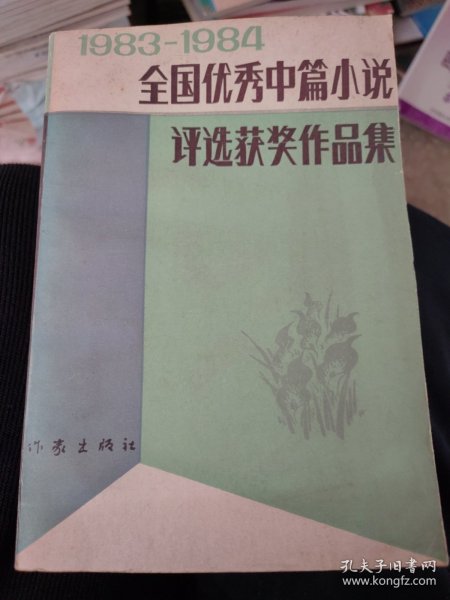 1983-1984
全国优秀中篇小说
评选获奖作品集
作家出版社
孔夫子旧书网
www.kongfz.com